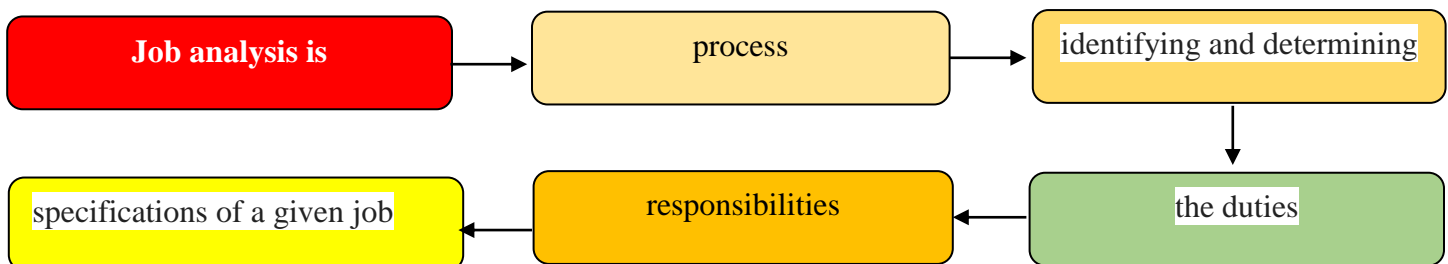 Job analysis is
process
identifying and determining
the duties
responsibilities
specifications of a given job